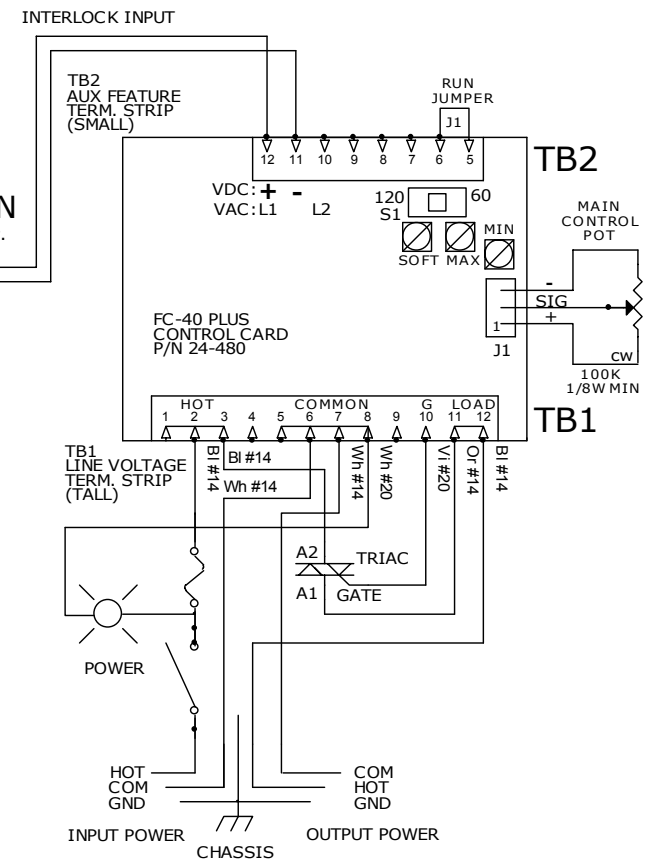 INTERLOCK INPUT
TB2
AUX FEATURE
TERM. STRIP
(SMALL)
RUN
JUMPER
J1
12 11 10 9 8 7 6 5
TB2
N
.
VDC: + -
VAC: L1 L2
120 60
S1
MIN
SOFT MAX
MAIN
CONTROL
POT
-
SIG
+
1
J1
CW
100K
1/8W MIN
FC-40 PLUS
CONTROL CARD
P/N 24-480
HOT COMMON G LOAD
1 2 3 4 5 6 7 8 9 10 11 12
TB1
TB1
LINE VOLTAGE
TERM. STRIP
(TALL)
Bl #14
Bl #14
Wh #14
Wh #14
Wh #20
Vi #20
Or #14
Bl #14
A2 TRIAC
A1 GATE
POWER
HOT COM
COM HOT
GND GND
INPUT POWER OUTPUT POWER
CHASSIS